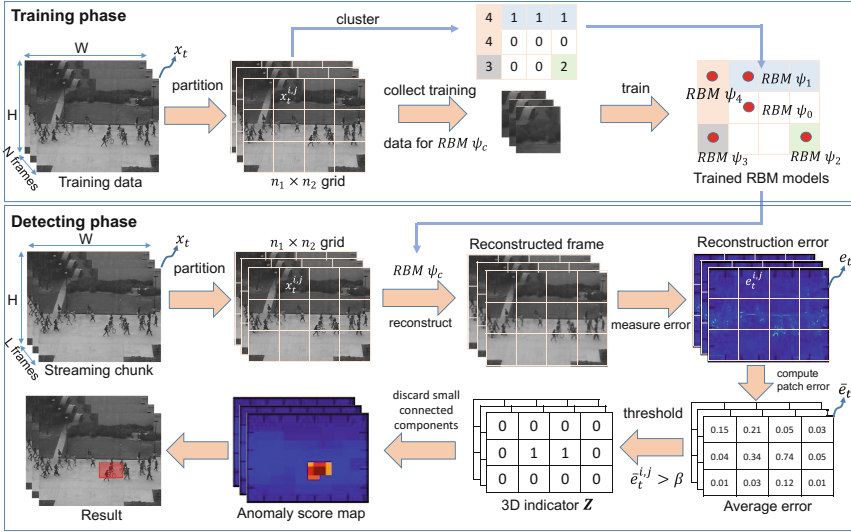 Training phase
W
x_t
H
N frames
Training data
partition
x_t^{i,j}
n_1 × n_2 grid
cluster
collect training
data for RBM ψ_c
4 1 1 1
4 0 0 0
3 0 0 2
train
RBM ψ_1
RBM ψ_4
RBM ψ_0
RBM ψ_3
RBM ψ_2
Trained RBM models
Detecting phase
W
x_t
H
L frames
Streaming chunk
partition
n_1 × n_2 grid
x_t^{i,j}
RBM ψ_c
reconstruct
Reconstructed frame
measure error
Reconstruction error
e_t
e_t^{i,j}
compute
patch error
ē_t
0.15 0.21 0.05 0.03
0.04 0.34 0.74 0.05
0.01 0.03 0.12 0.01
Average error
threshold
ē_t^{i,j} > β
0 0 0 0
0 1 1 0
0 0 0 0
3D indicator Z
discard small
connected
components
Anomaly score map
Result